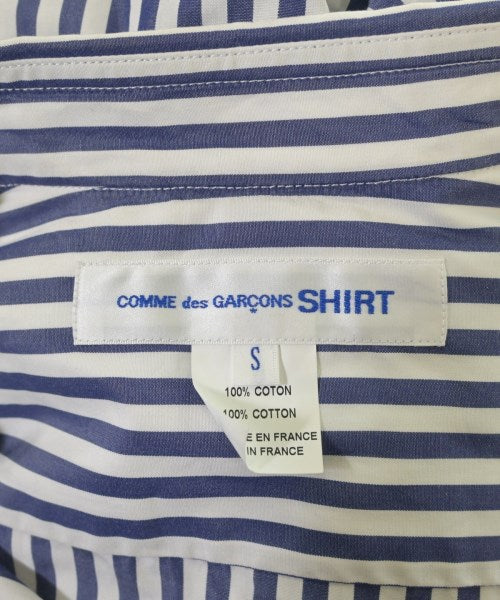 COMME des GARÇONS SHIRT
S
100% COTON
100% COTTON
E EN FRANCE
IN FRANCE